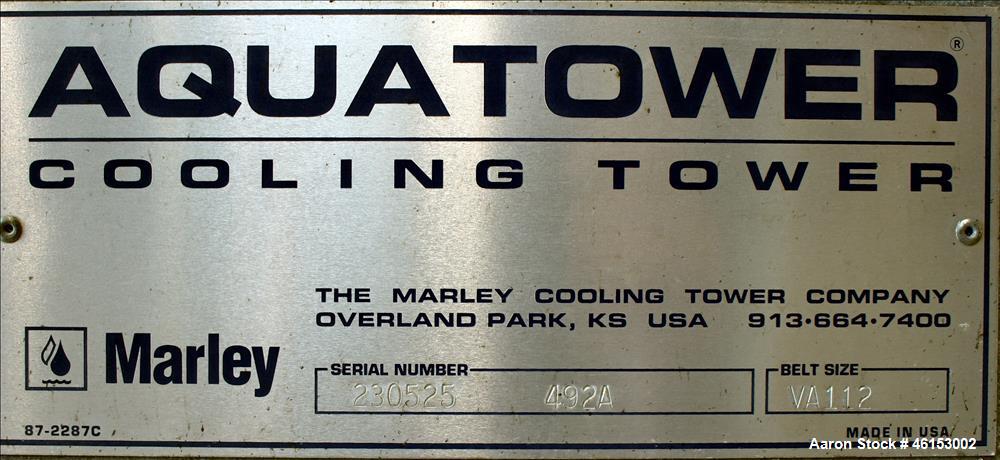 AQUATOWER®
COOLING TOWER
THE MARLEY COOLING TOWER COMPANY
OVERLAND PARK, KS USA 913•664•7400
Marley
SERIAL NUMBER
230525 492A
BELT SIZE
VA112
87-2287C
MADE IN USA
Aaron Stock # 46153002